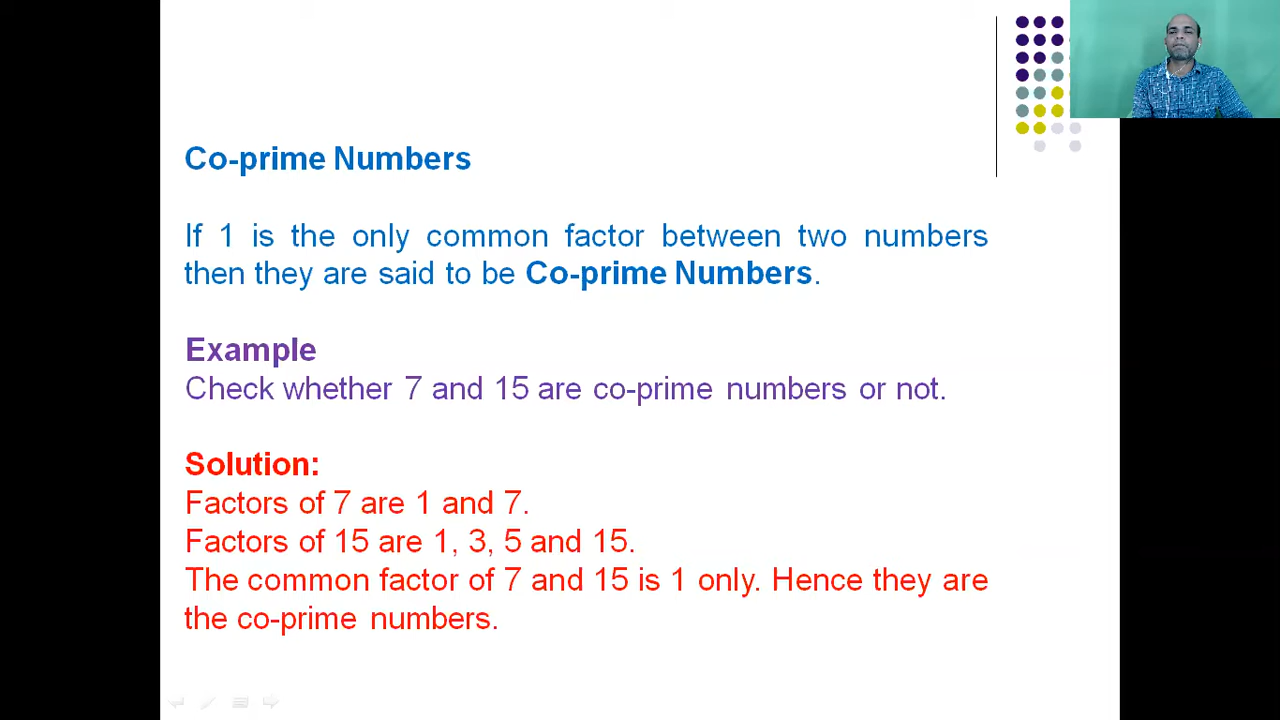 Co-prime Numbers
If 1 is the only common factor between two numbers
then they are said to be Co-prime Numbers.
Example
Check whether 7 and 15 are co-prime numbers or not.
Solution:
Factors of 7 are 1 and 7.
Factors of 15 are 1, 3, 5 and 15.
The common factor of 7 and 15 is 1 only. Hence they are
the co-prime numbers.